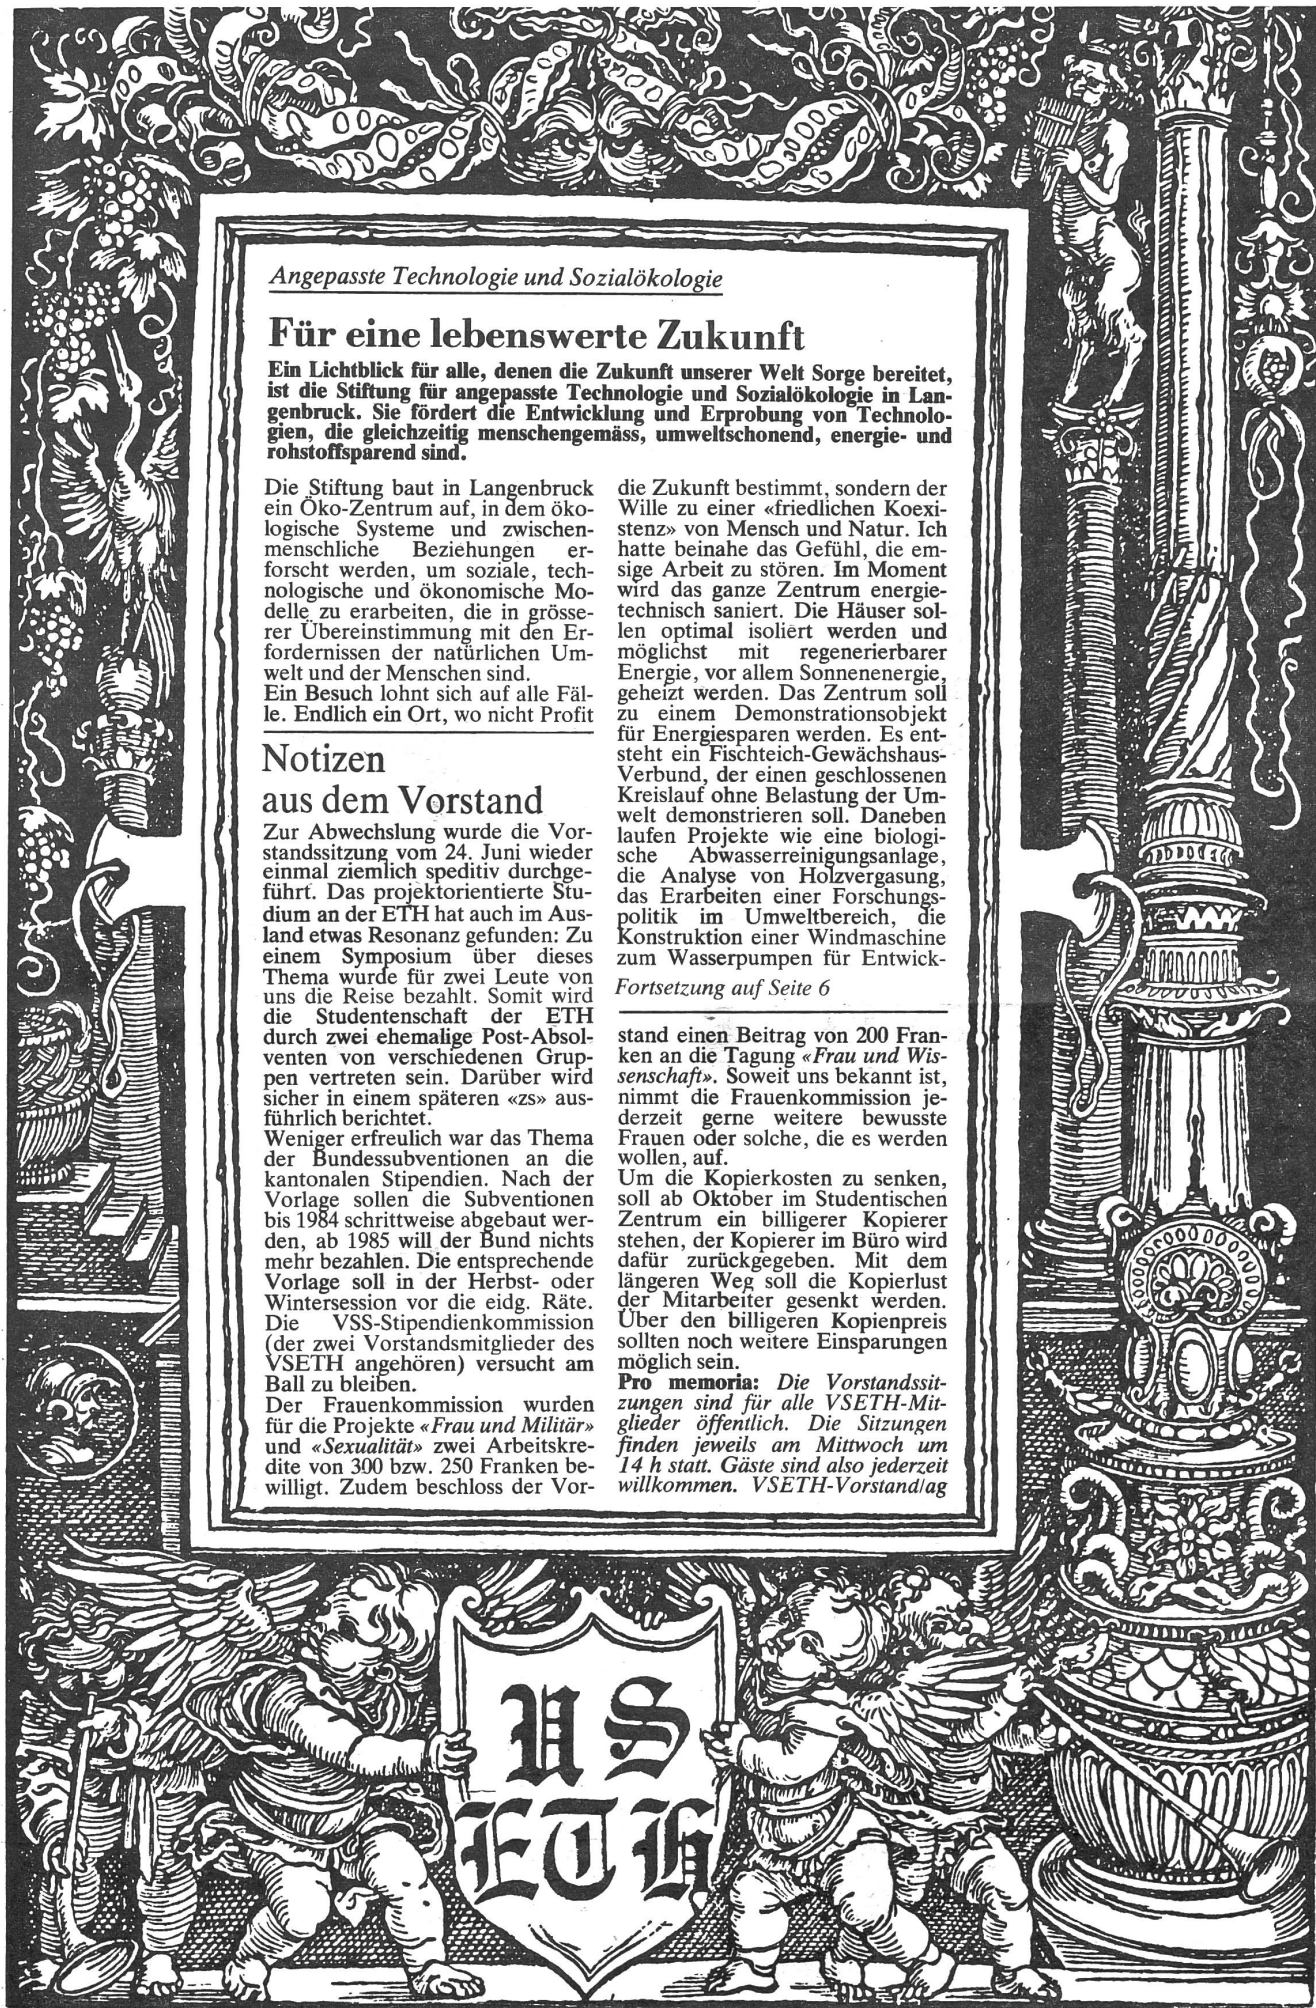 Angepasste Technologie und Sozialökologie
Für eine lebenswerte Zukunft
Ein Lichtblick für alle, denen die Zukunft unserer Welt Sorge bereitet,
ist die Stiftung für angepasste Technologie und Sozialökologie in Lan-
genbruck. Sie fördert die Entwicklung und Erprobung von Technolo-
gien, die gleichzeitig menschengemäss, umweltschonend, energie- und
rohstoffsparend sind.
Die Stiftung baut in Langenbruck
ein Öko-Zentrum auf, in dem öko-
logische Systeme und zwischen-
menschliche Beziehungen er-
forscht werden, um soziale, tech-
nologische und ökonomische Mo-
delle zu erarbeiten, die in grösse-
rer Übereinstimmung mit den Er-
fordernissen der natürlichen Um-
welt und der Menschen sind.
Ein Besuch lohnt sich auf alle Fäl-
le. Endlich ein Ort, wo nicht Profit
die Zukunft bestimmt, sondern der
Wille zu einer «friedlichen Koexi-
stenz» von Mensch und Natur. Ich
hatte beinahe das Gefühl, die em-
sige Arbeit zu stören. Im Moment
wird das ganze Zentrum energie-
technisch saniert. Die Häuser sol-
len optimal isoliert werden und
möglichst mit regenerierbarer
Energie, vor allem Sonnenenergie,
geheizt werden. Das Zentrum soll
zu einem Demonstrationsobjekt
für Energiesparen werden. Es ent-
steht ein Fischteich-Gewächshaus-
Verbund, der einen geschlossenen
Kreislauf ohne Belastung der Um-
welt demonstrieren soll. Daneben
laufen Projekte wie eine biologi-
sche Abwasserreinigungsanlage,
die Analyse von Holzvergasung,
das Erarbeiten einer Forschungs-
politik im Umweltbereich, die
Konstruktion einer Windmaschine
zum Wasserpumpen für Entwick-
Fortsetzung auf Seite 6
Notizen
aus dem Vorstand
Zur Abwechslung wurde die Vor-
standssitzung vom 24. Juni wieder
einmal ziemlich speditiv durchge-
führt. Das projektorientierte Stu-
dium an der ETH hat auch im Aus-
land etwas Resonanz gefunden: Zu
einem Symposium über dieses
Thema wurde für zwei Leute von
uns die Reise bezahlt. Somit wird
die Studentenschaft der ETH
durch zwei ehemalige Post-Absol-
venten von verschiedenen Grup-
pen vertreten sein. Darüber wird
sicher in einem späteren «zs» aus-
führlich berichtet.
Weniger erfreulich war das Thema
der Bundessubventionen an die
kantonalen Stipendien. Nach der
Vorlage sollen die Subventionen
bis 1984 schrittweise abgebaut wer-
den, ab 1985 will der Bund nichts
mehr bezahlen. Die entsprechende
Vorlage soll in der Herbst- oder
Wintersession vor die eidg. Räte.
Die VSS-Stipendienkommission
(der zwei Vorstandsmitglieder des
VSETH angehören) versucht am
Ball zu bleiben.
Der Frauenkommission wurden
für die Projekte «Frau und Militär»
und «Sexualität» zwei Arbeitskre-
dite von 300 bzw. 250 Franken be-
willigt. Zudem beschloss der Vor-
stand einen Beitrag von 200 Fran-
ken an die Tagung «Frau und Wis-
senschaft». Soweit uns bekannt ist,
nimmt die Frauenkommission je-
derzeit gerne weitere bewusste
Frauen oder solche, die es werden
wollen, auf.
Um die Kopierkosten zu senken,
soll ab Oktober im Studentischen
Zentrum ein billigerer Kopierer
stehen, der Kopierer im Büro wird
dafür zurückgegeben. Mit dem
längeren Weg soll die Kopierlust
der Mitarbeiter gesenkt werden.
Über den billigeren Kopienpreis
sollten noch weitere Einsparungen
möglich sein.
Pro memoria: Die Vorstandssit-
zungen sind für alle VSETH-Mit-
glieder öffentlich. Die Sitzungen
finden jeweils am Mittwoch um
14 h statt. Gäste sind also jederzeit
willkommen. VSETH-Vorstand/ag
VS
ETH